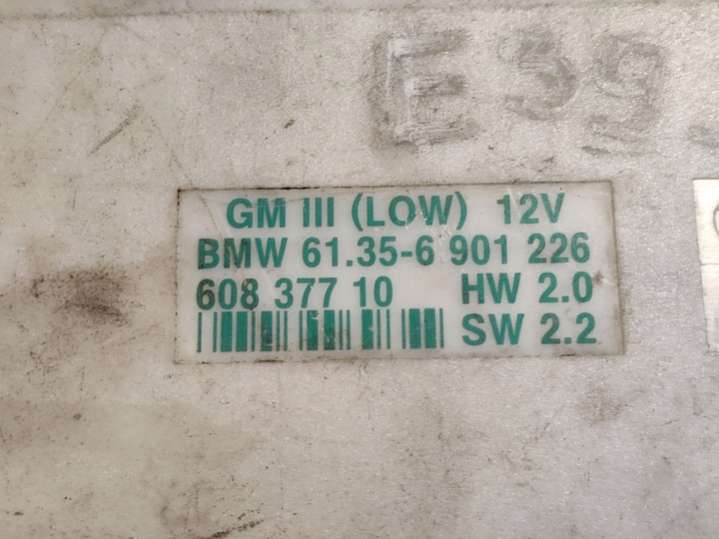 E39
GM III (LOW) 12V
BMW 61.35-6 901 226
608 377 10 HW 2.0
SW 2.2